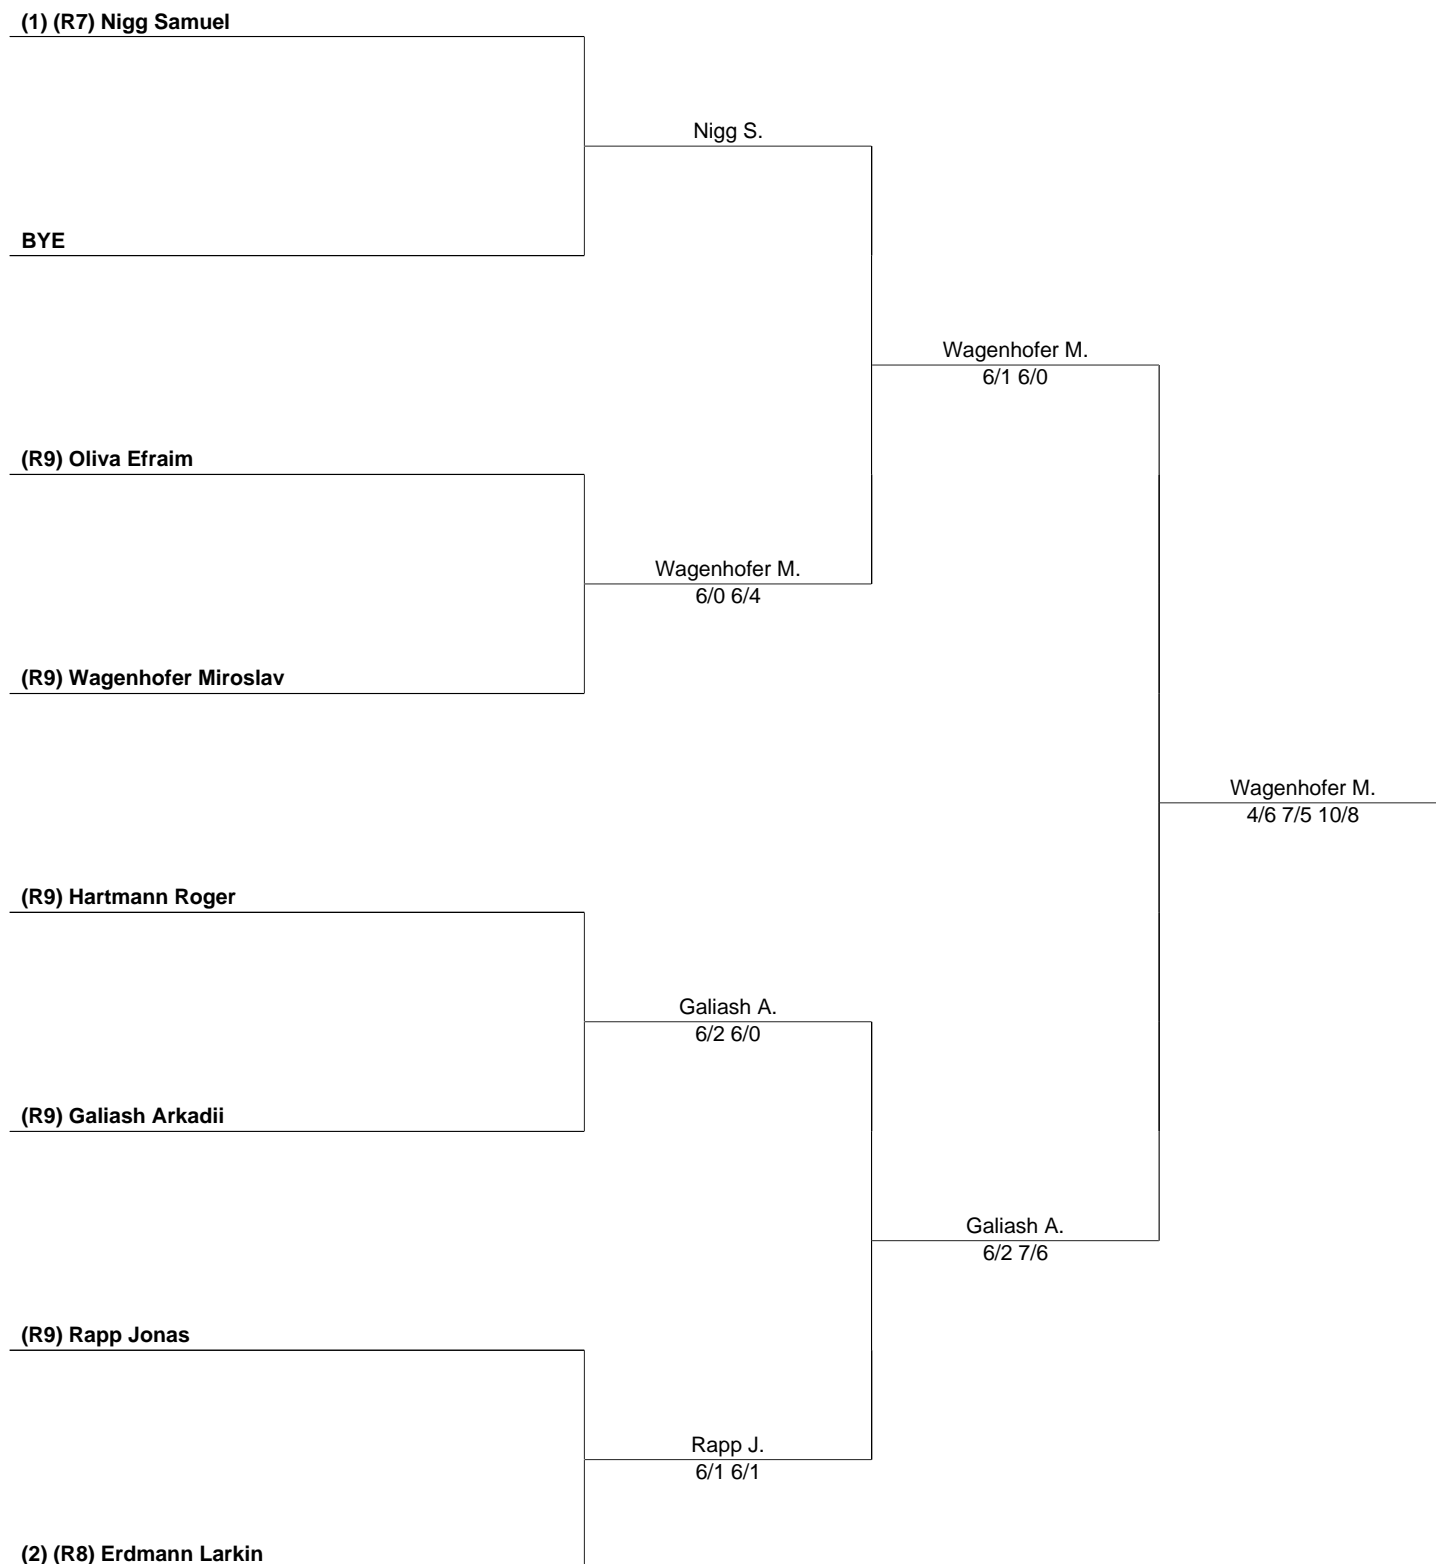 (1) (R7) Nigg Samuel
Nigg S.
BYE
Wagenhofer M.
6/1 6/0
(R9) Oliva Efraim
Wagenhofer M.
6/0 6/4
(R9) Wagenhofer Miroslav
Wagenhofer M.
4/6 7/5 10/8
(R9) Hartmann Roger
Galiash A.
6/2 6/0
(R9) Galiash Arkadii
Galiash A.
6/2 7/6
(R9) Rapp Jonas
Rapp J.
6/1 6/1
(2) (R8) Erdmann Larkin